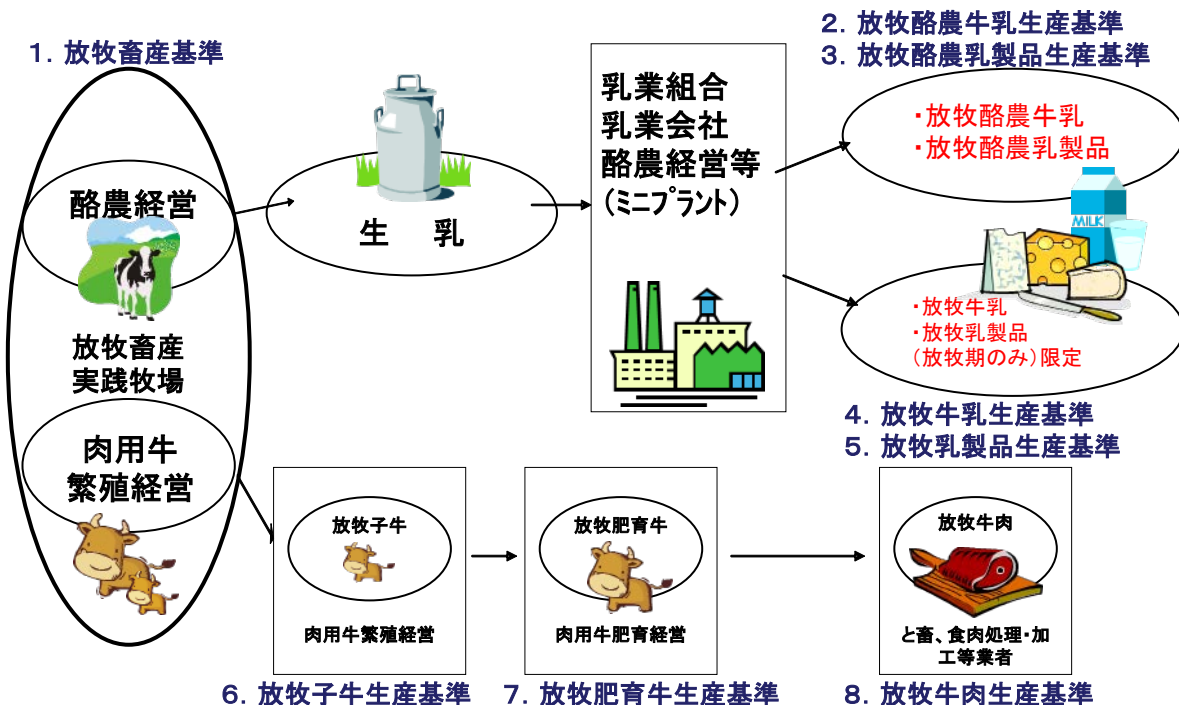 1．放牧畜産基準
酪農経営
放牧畜産
実践牧場
肉用牛
繁殖経営
生　乳
乳業組合
乳業会社
酪農経営等
（ミニプラント）
2．放牧酪農牛乳生産基準
3．放牧酪農乳製品生産基準
・放牧酪農牛乳
・放牧酪農乳製品
MILK
・放牧牛乳
・放牧乳製品
（放牧期のみ）限定
4．放牧牛乳生産基準
5．放牧乳製品生産基準
放牧子牛
肉用牛繁殖経営
6．放牧子牛生産基準
放牧肥育牛
肉用牛肥育経営
7．放牧肥育牛生産基準
放牧牛肉
と畜、食肉処理・加
工等業者
8．放牧牛肉生産基準